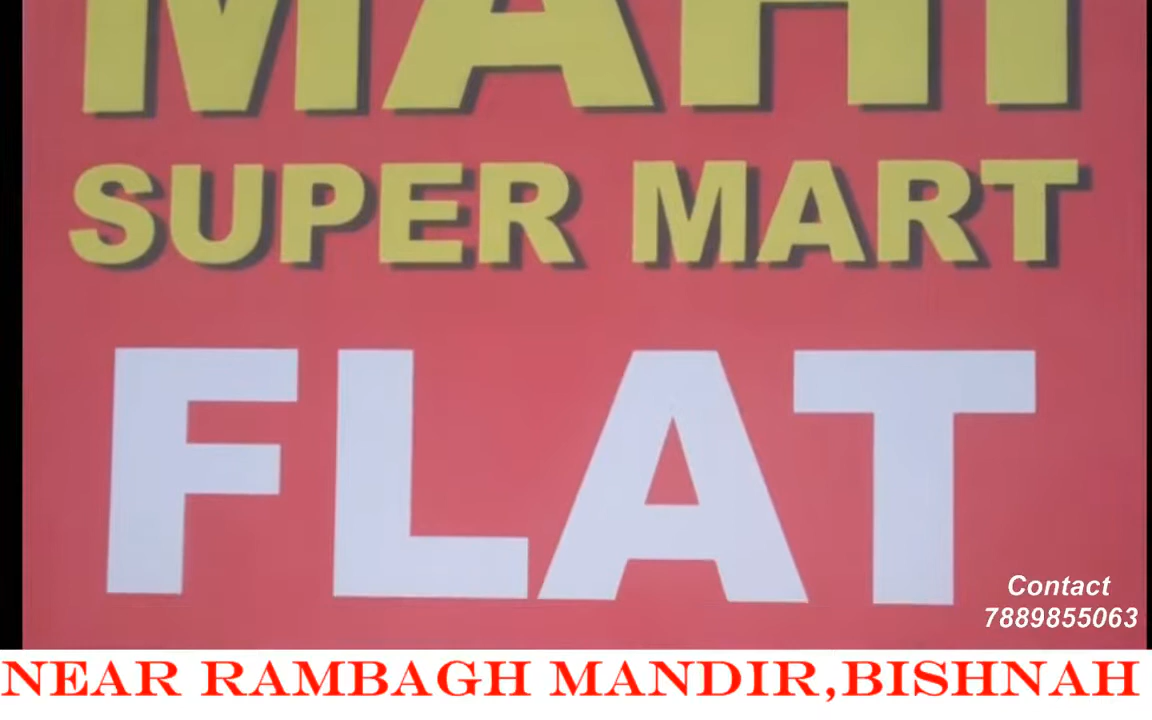 MAHI
SUPER MART
FLAT
Contact
7889855063
NEAR RAMBAGH MANDIR,BISHNAH